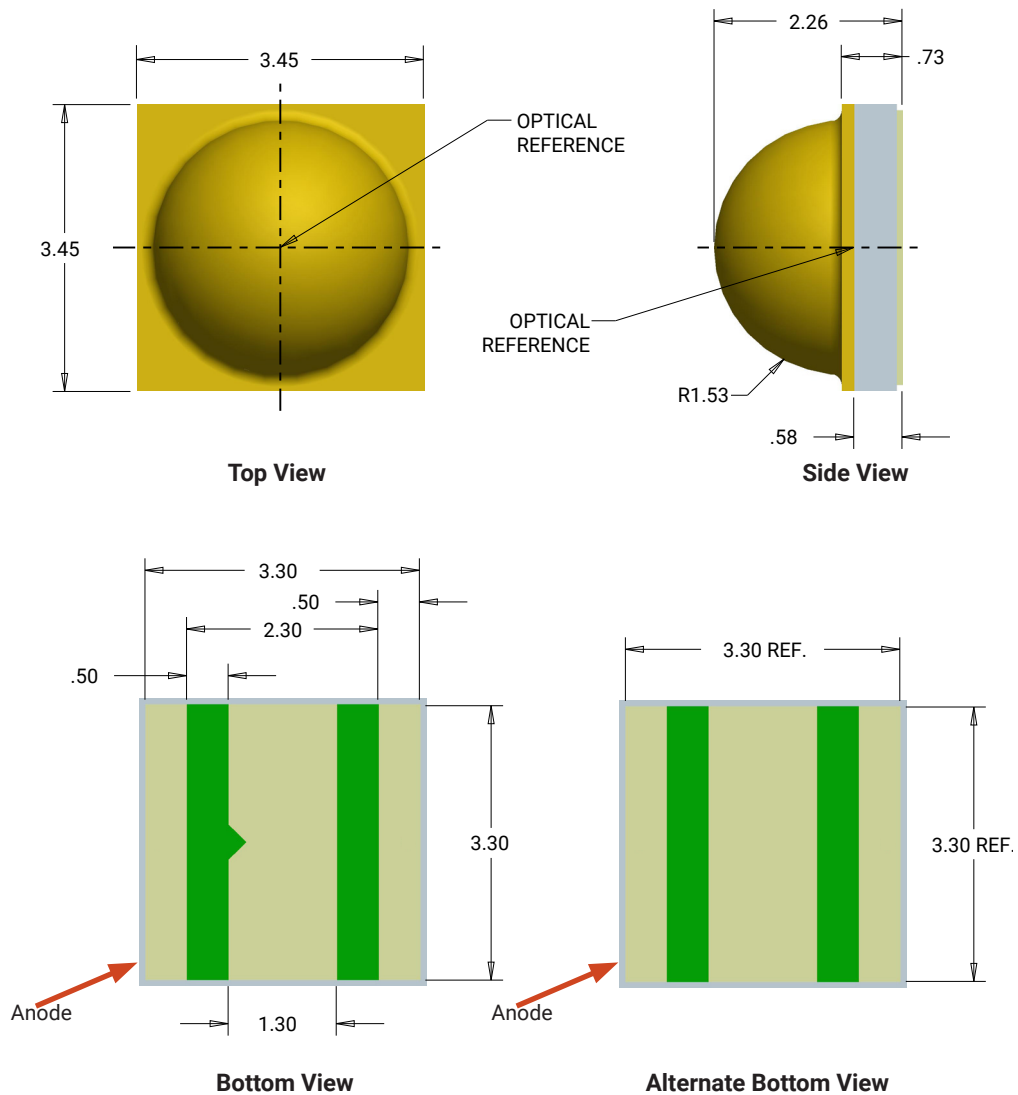 2.26
3.45
.73
OPTICAL
REFERENCE
3.45
OPTICAL
REFERENCE
R1.53
.58
Top View
Side View
3.30
.50
2.30
.50
3.30 REF.
3.30
3.30 REF.
Anode
Anode
1.30
Bottom View
Alternate Bottom View